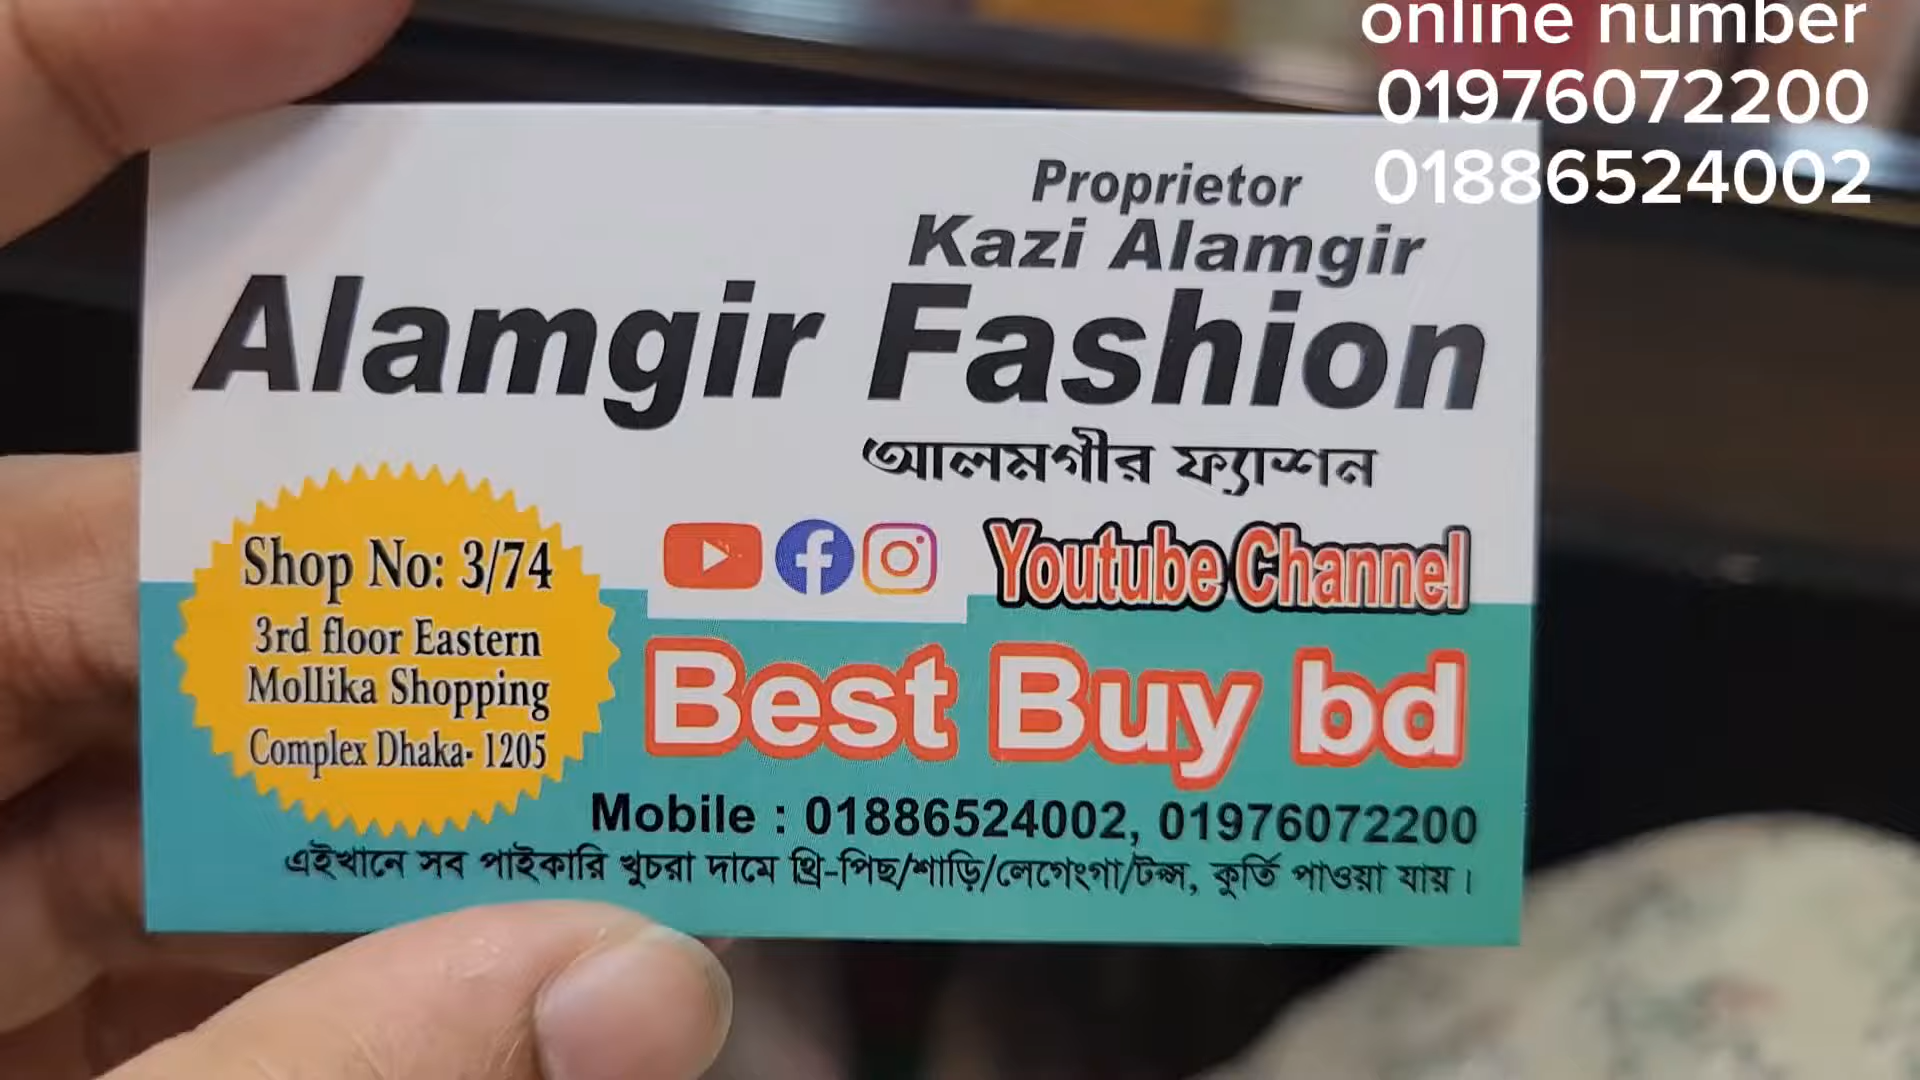 online number
01976072200
01886524002
Proprietor
Kazi Alamgir
Alamgir Fashion
আলমগীর ফ্যাশন
Shop No: 3/74
3rd floor Eastern
Mollika Shopping
Complex Dhaka- 1205
Youtube Channel
Best Buy bd
Mobile : 01886524002, 01976072200
এইখানে সব পাইকারি খুচরা দামে থ্রি-পিছ/শাড়ি/লেগেংগা/টপ্স, কুর্তি পাওয়া যায়।